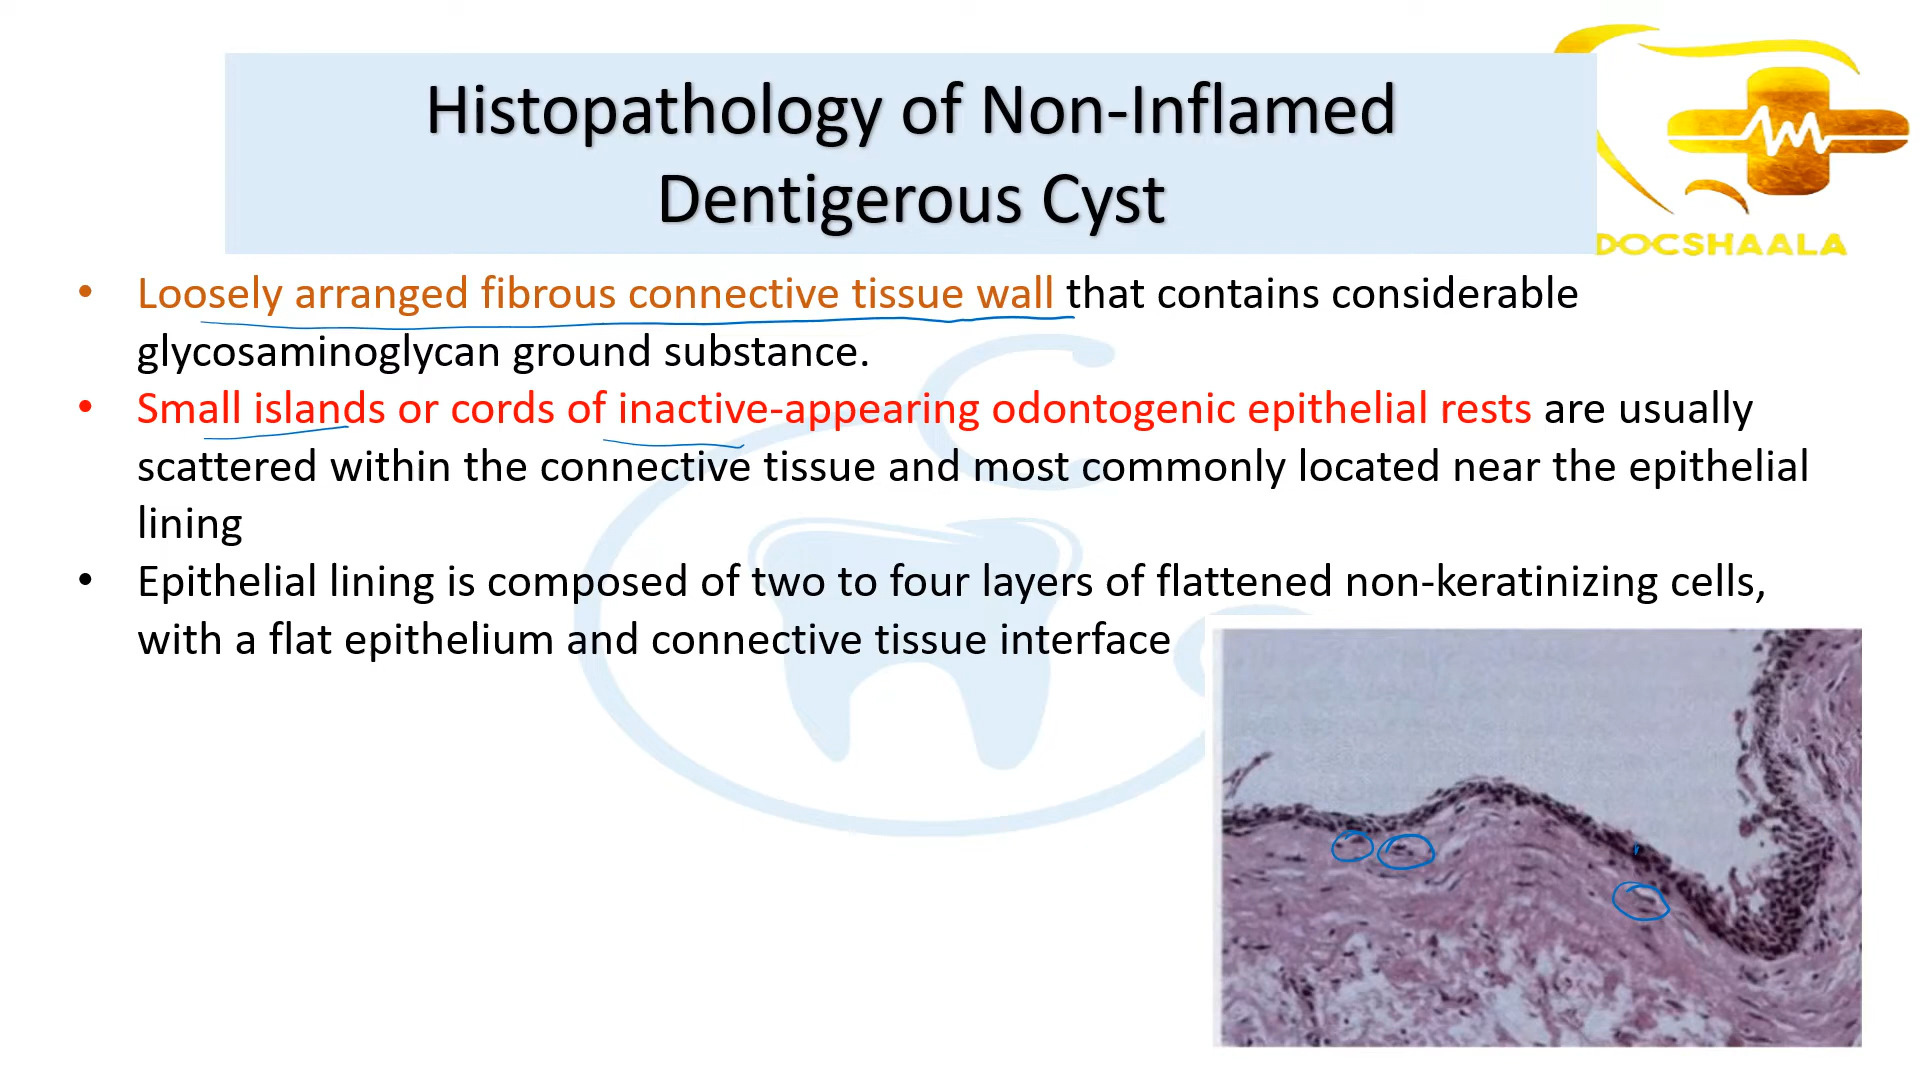 Histopathology of Non-Inflamed
Dentigerous Cyst
DOCSHAALA
• Loosely arranged fibrous connective tissue wall that contains considerable
glycosaminoglycan ground substance.
• Small islands or cords of inactive-appearing odontogenic epithelial rests are usually
scattered within the connective tissue and most commonly located near the epithelial
lining
• Epithelial lining is composed of two to four layers of flattened non-keratinizing cells,
with a flat epithelium and connective tissue interface